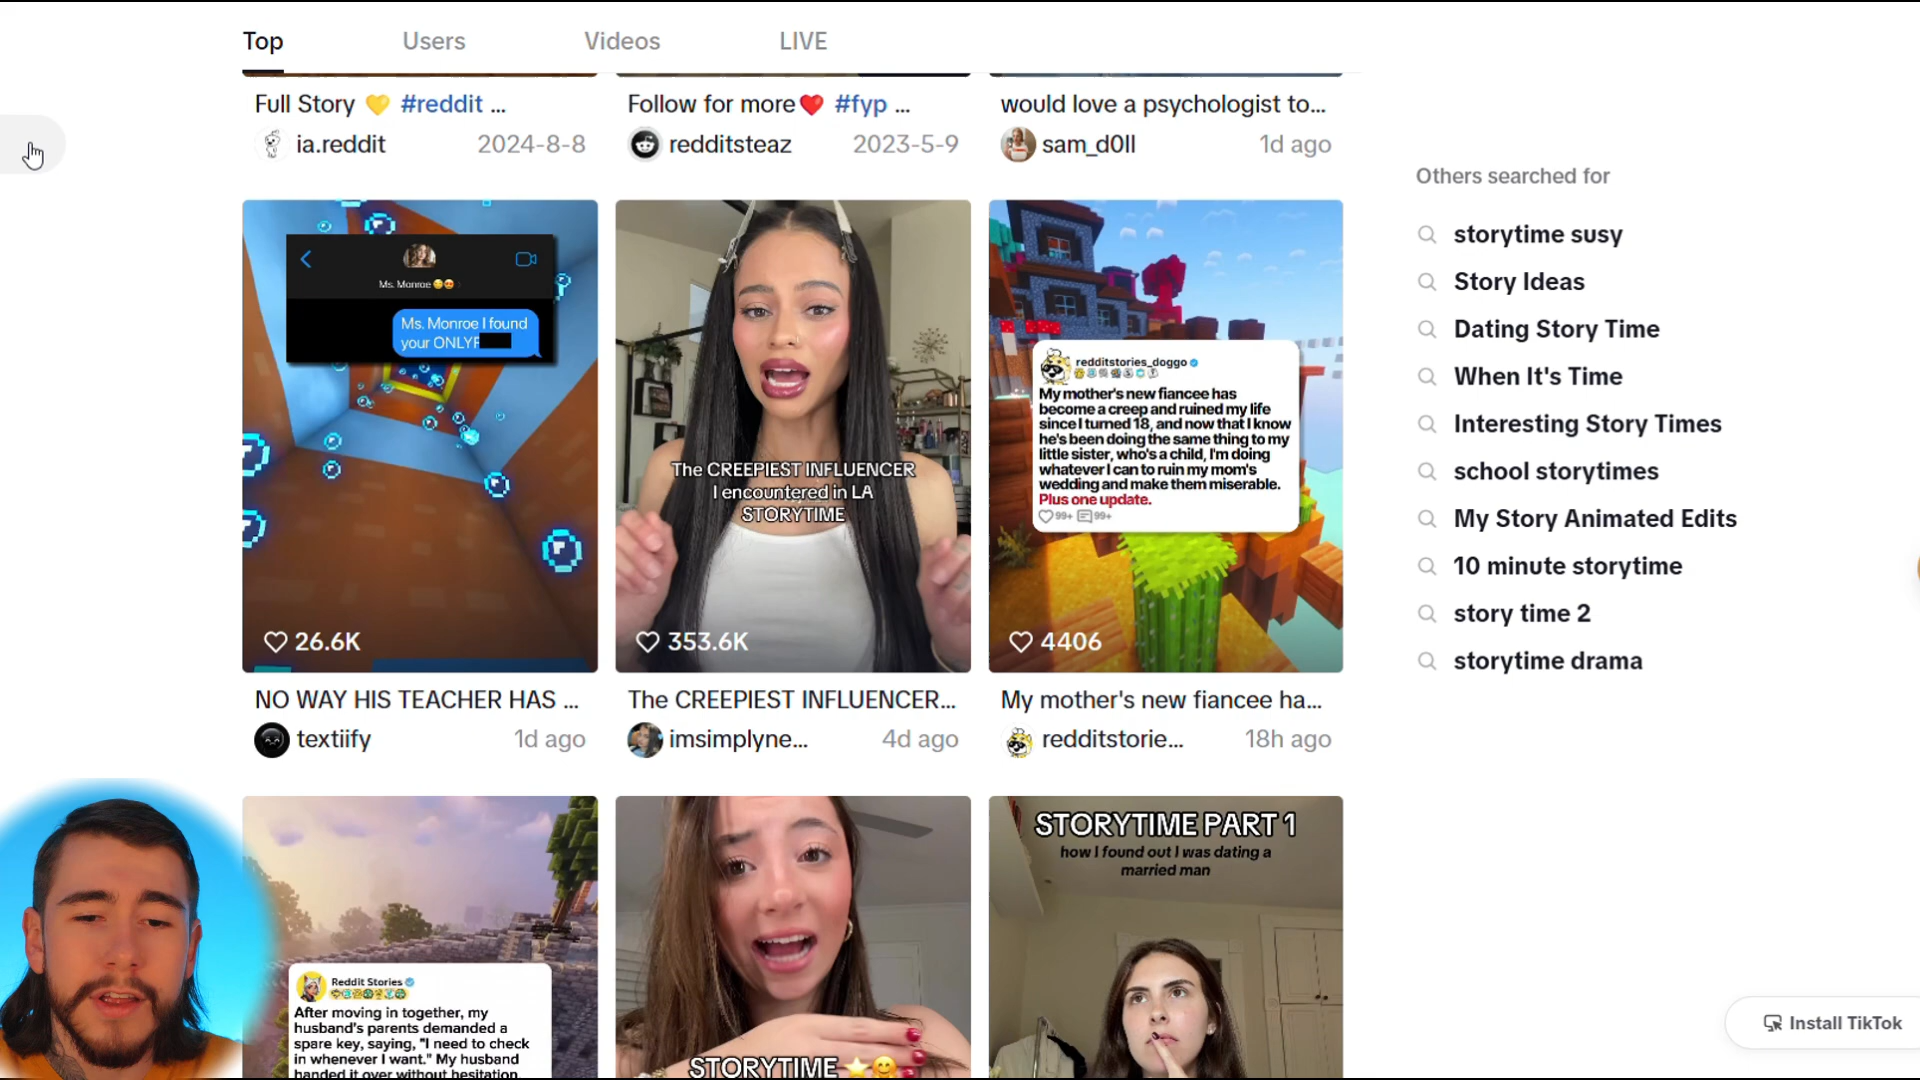 Top
Users
Videos
LIVE
Full Story 💛 #reddit ...
ia.reddit
2024-8-8
Follow for more❤️ #fyp ...
redditsteaz
2023-5-9
would love a psychologist to...
sam_d0ll
1d ago
Ms. Monroe 😏😍
Ms. Monroe I found
your ONLYF
26.6K
NO WAY HIS TEACHER HAS ...
textiify
1d ago
The CREEPIEST INFLUENCER
I encountered in LA
STORYTIME
353.6K
The CREEPIEST INFLUENCER...
imsimplyne...
4d ago
redditstories_doggo
My mother's new fiancee has
become a creep and ruined my life
since I turned 18, and now that I know
he's been doing the same thing to my
little sister, who's a child, I'm doing
whatever I can to ruin my mom's
wedding and make them miserable.
Plus one update.
99+
99+
4406
My mother's new fiancee ha...
redditstorie...
18h ago
Reddit Stories
After moving in together, my
husband's parents demanded a
spare key, saying, "I need to check
in whenever I want." My husband
handed it over without hesitation.
STORYTIME ⭐🤗
STORYTIME PART 1
how I found out I was dating a
married man
Others searched for
storytime susy
Story Ideas
Dating Story Time
When It's Time
Interesting Story Times
school storytimes
My Story Animated Edits
10 minute storytime
story time 2
storytime drama
Install TikTok